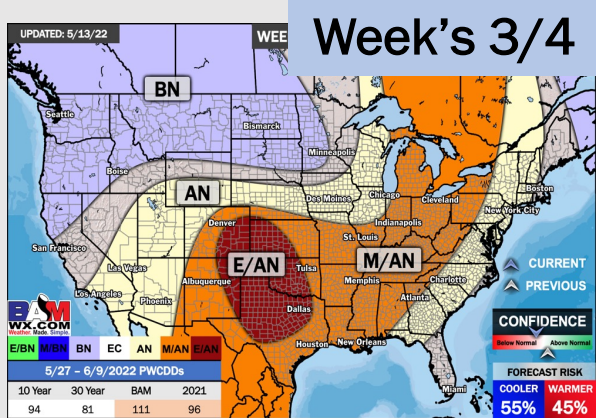 UPDATED: 5/13/22
WEE
Week's 3/4
BN
Seattle
Bismarck
Minneapolis
Boise
AN
Des Moines
Chicago
Cleveland
Boston
New York City
Denver
Indianapolis
San Francisco
St. Louis
E/AN
M/AN
Las Vegas
Tulsa
Albuquerque
Memphis
Charlotte
Los Angeles
Phoenix
Dallas
Atlanta
Houston
New Orleans
Miami
CURRENT
PREVIOUS
BAM
WX.COM
Weather. Made. Simple.
E/BN M/BN BN EC AN M/AN E/AN
5/27 – 6/9/2022 PWCDDs
10 Year 30 Year BAM 2021
94 81 111 96
CONFIDENCE
Below Normal Above Normal
FORECAST RISK
COOLER WARMER
55% 45%